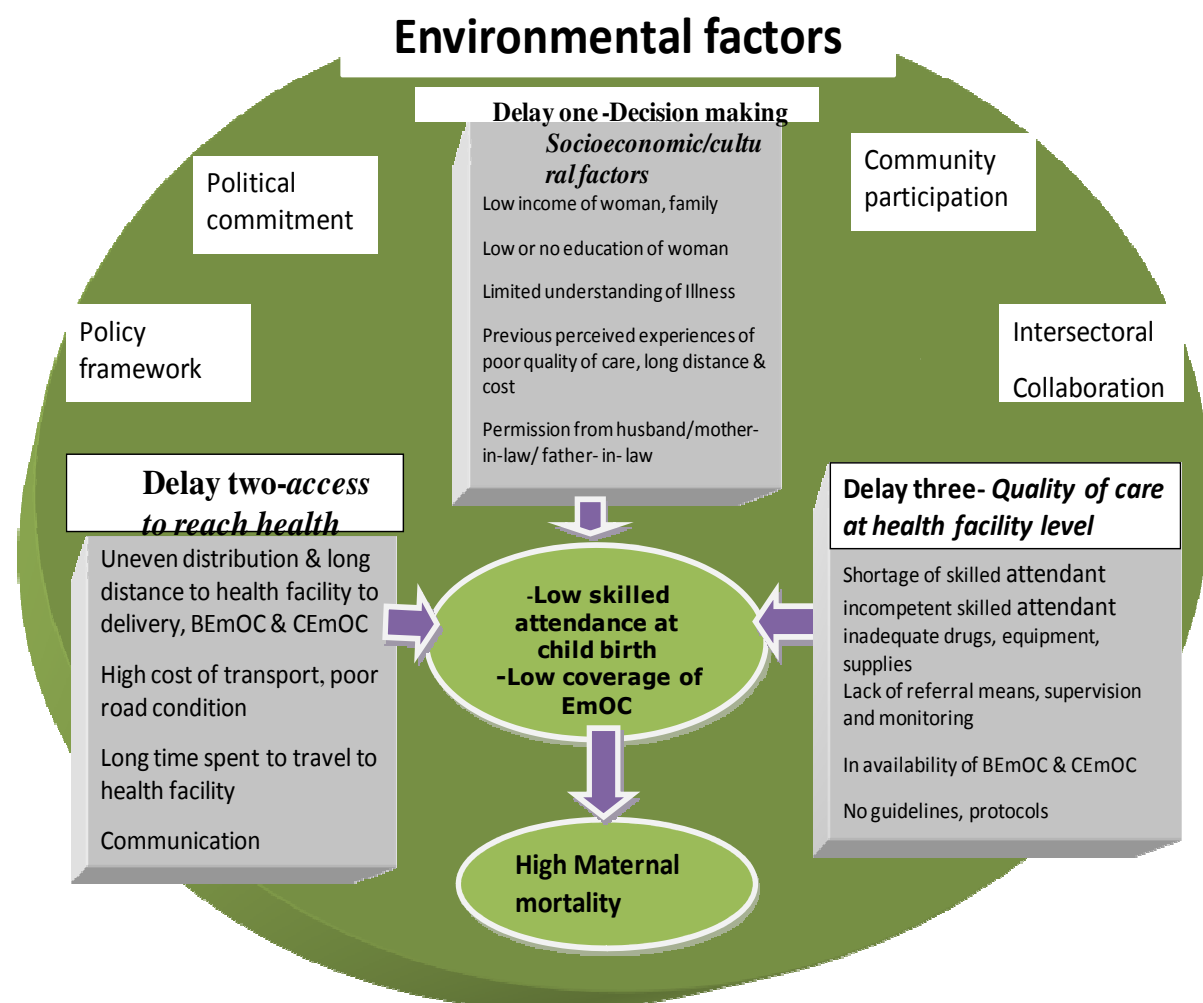 Environmental factors
Delay one -Decision making
Socioeconomic/cultu
ral factors
Low income of woman, family
Low or no education of woman
Limited understanding of Illness
Previous perceived experiences of
poor quality of care, long distance &
cost
Permission from husband/mother-
in-law/ father- in- law
Political
commitment
Community
participation
Policy
framework
Intersectoral
Collaboration
Delay two-access
to reach health
Uneven distribution & long
distance to health facility to
delivery, BEmOC & CEmOC
High cost of transport, poor
road condition
Long time spent to travel to
health facility
Communication
Delay three- Quality of care
at health facility level
Shortage of skilled attendant
incompetent skilled attendant
inadequate drugs, equipment,
supplies
Lack of referral means, supervision
and monitoring
In availability of BEmOC & CEmOC
No guidelines, protocols
-Low skilled
attendance at
child birth
-Low coverage of
EmOC
High Maternal
mortality